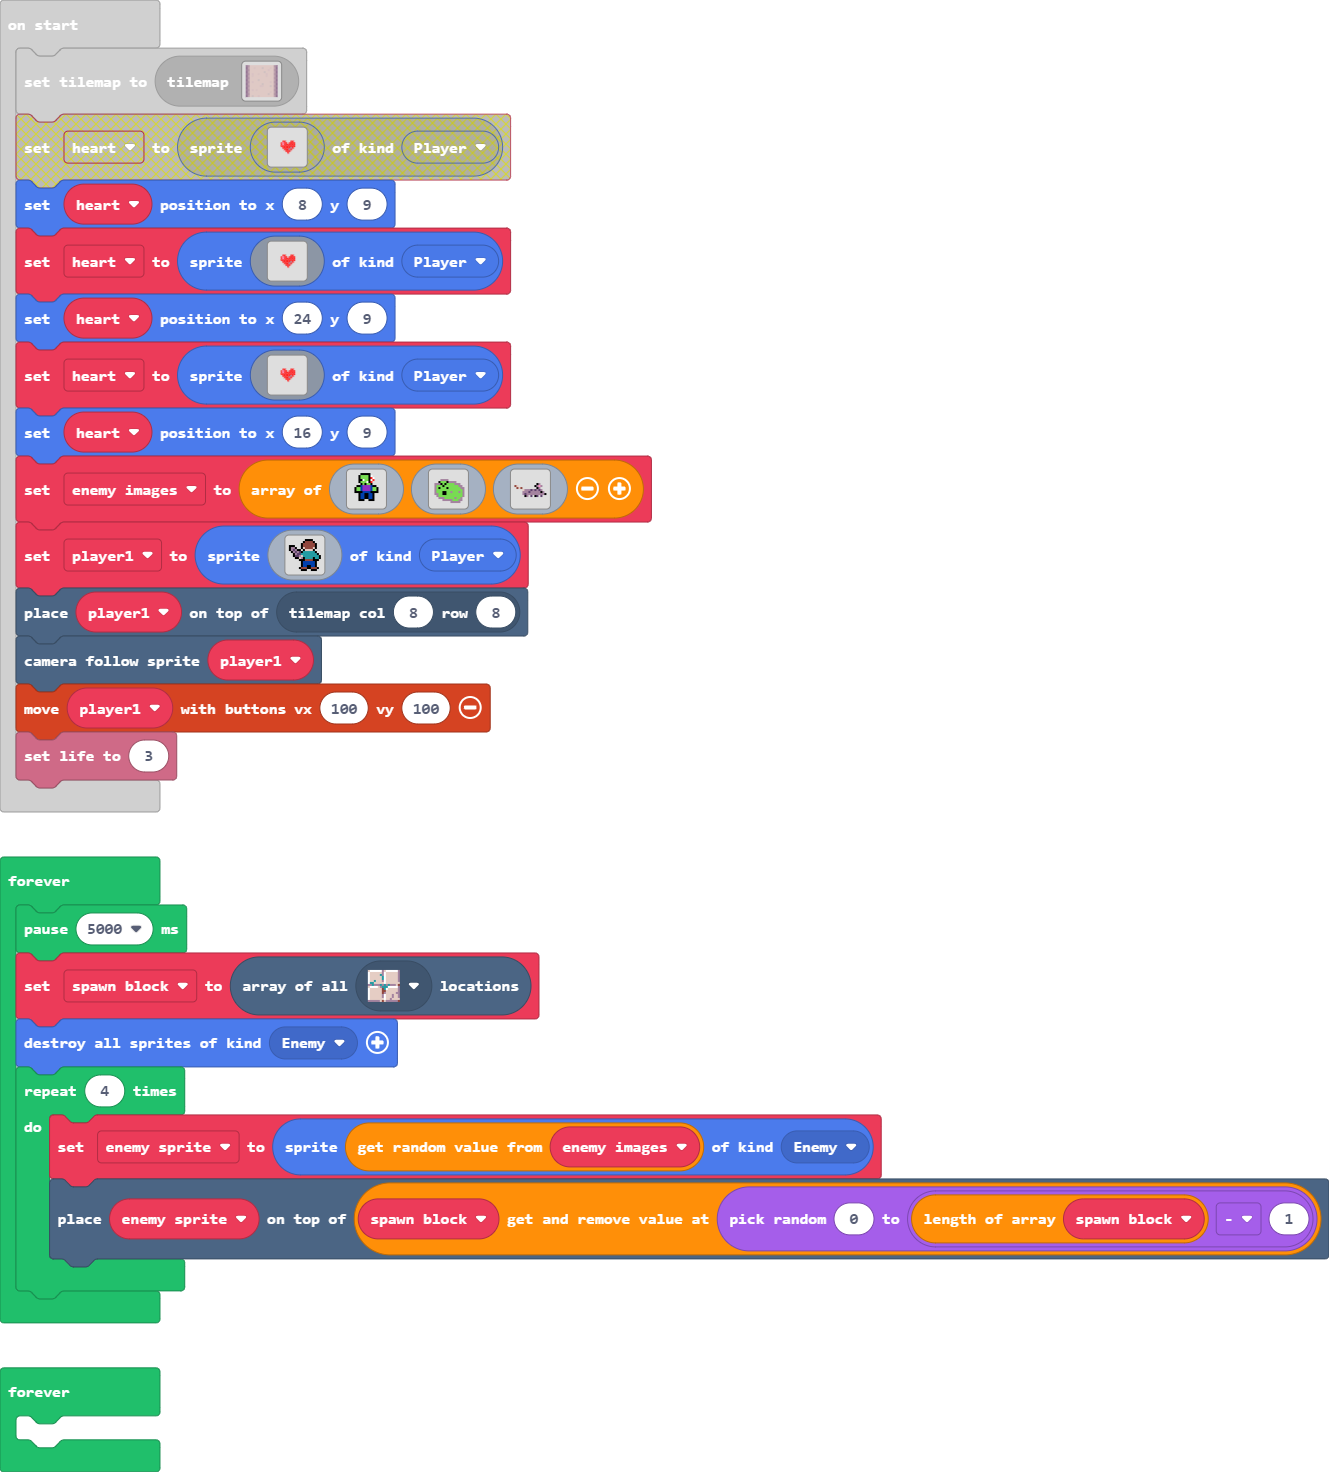 on start
set tilemap to tilemap
set heart to sprite of kind Player
set heart position to x 8 y 9
set heart to sprite of kind Player
set heart position to x 24 y 9
set heart to sprite of kind Player
set heart position to x 16 y 9
set enemy images to array of
set player1 to sprite of kind Player
place player1 on top of tilemap col 8 row 8
camera follow sprite player1
move player1 with buttons vx 100 vy 100
set life to 3
forever
pause 5000 ms
set spawn block to array of all locations
destroy all sprites of kind Enemy
repeat 4 times
do
set enemy sprite to sprite get random value from enemy images of kind Enemy
place enemy sprite on top of spawn block get and remove value at pick random 0 to length of array spawn block - 1
forever